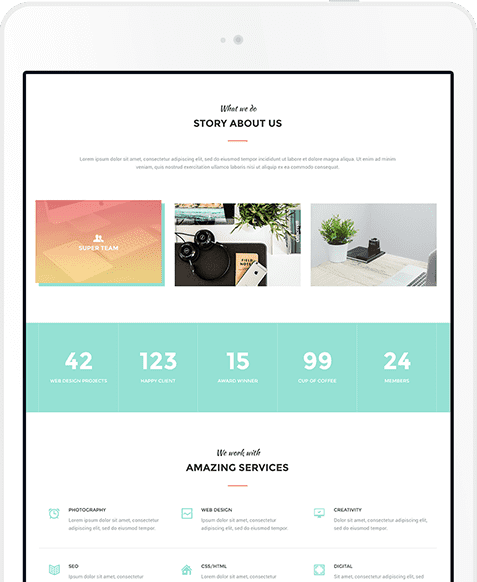 What we do
STORY ABOUT US
Lorem ipsum dolor sit amet, consectetur adipiscing elit, sed do eiusmod tempor incididunt ut labore et dolore magna aliqua. Ut enim ad minim
veniam, quis nostrud exercitation ullamco laboris nisi ut aliquip ex ea commodo consequat.
SUPER TEAM
FIELD NOTES
42 123 15 99 24
WEB DESIGN PROJECTS HAPPY CLIENT AWARD WINNER CUP OF COFFEE MEMBERS
We work with
AMAZING SERVICES
PHOTOGRAPHY WEB DESIGN CREATIVITY
Lorem ipsum dolor sit amet, consectetur Lorem ipsum dolor sit amet, consectetur Lorem ipsum dolor sit amet, consectetur
adipiscing elit, sed do eiusmod tempor. adipiscing elit, sed do eiusmod tempor. adipiscing elit, sed do eiusmod tempor.
SEO CSS/HTML DIGITAL
Lorem ipsum dolor sit amet, consectetur Lorem ipsum dolor sit amet, consectetur Sit amet, consectetur